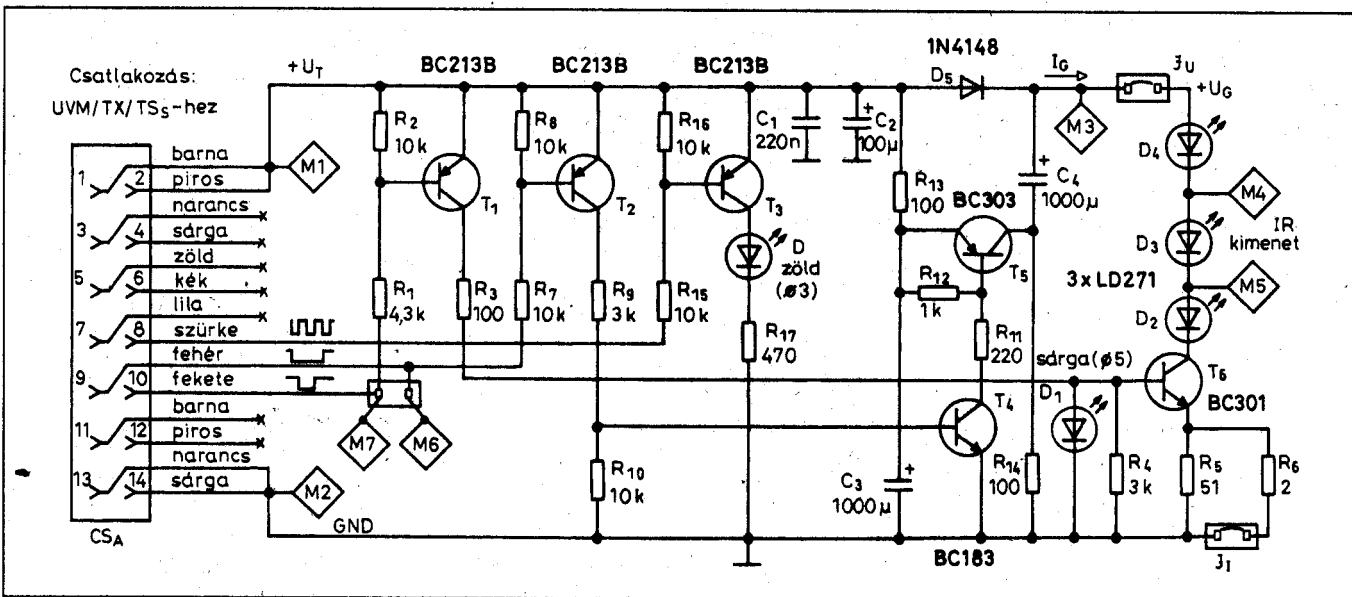 Csatlakozás:
UVM/TX/TSS-hez
+UT
BC213B
BC213B
BC213B
1N4148
D5
IG
JU
+UG
M3
R2
10k
R8
10k
R16
10k
C1
220n
C2
100µ
barna
piros
M1
1
2
narancs
sárga
3
4
zöld
kék
5
6
lila
szürke
7
8
fehér
fekete
9
10
barna
piros
11
12
narancs
sárga
13
14
M2
CSA
GND
T1
T2
T3
R1
4,3k
R3
100
R7
10k
R9
3k
R15
10k
D
zöld
(ø3)
R17
470
M7
M6
R10
10k
R13
100
BC303
T5
C4
1000µ
R12
1k
R11
220
T4
C3
1000µ
R14
100
BC183
sárga(ø5)
D1
R4
3k
D4
M4
D3
IR
kimenet
3xLD271
M5
D2
T6
BC301
R5
51
R6
2
JI